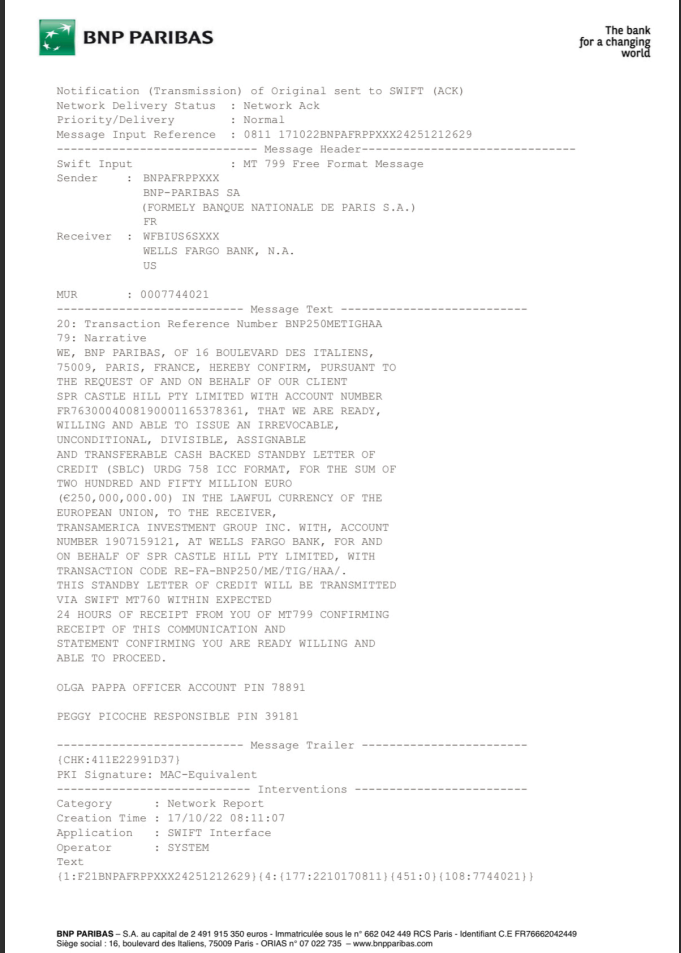 BNP PARIBAS
The bank
for a changing
world
Notification (Transmission) of Original sent to SWIFT (ACK)
Network Delivery Status : Network Ack
Priority/Delivery : Normal
Message Input Reference : 0811 171022BNPAFRPPXXX24251212629
----------------------------- Message Header-------------------------------
Swift Input : MT 799 Free Format Message
Sender : BNPAFRPPXXX
BNP-PARIBAS SA
(FORMELY BANQUE NATIONALE DE PARIS S.A.)
FR
Receiver : WFBIUS6SXXX
WELLS FARGO BANK, N.A.
US
MUR : 0007744021
--------------------------- Message Text ---------------------------
20: Transaction Reference Number BNP250METIGHAA
79: Narrative
WE, BNP PARIBAS, OF 16 BOULEVARD DES ITALIENS,
75009, PARIS, FRANCE, HEREBY CONFIRM, PURSUANT TO
THE REQUEST OF AND ON BEHALF OF OUR CLIENT
SPR CASTLE HILL PTY LIMITED WITH ACCOUNT NUMBER
FR7630004008190001165378361, THAT WE ARE READY,
WILLING AND ABLE TO ISSUE AN IRREVOCABLE,
UNCONDITIONAL, DIVISIBLE, ASSIGNABLE
AND TRANSFERABLE CASH BACKED STANDBY LETTER OF
CREDIT (SBLC) URDG 758 ICC FORMAT, FOR THE SUM OF
TWO HUNDRED AND FIFTY MILLION EURO
(€250,000,000.00) IN THE LAWFUL CURRENCY OF THE
EUROPEAN UNION, TO THE RECEIVER,
TRANSAMERICA INVESTMENT GROUP INC. WITH, ACCOUNT
NUMBER 1907159121, AT WELLS FARGO BANK, FOR AND
ON BEHALF OF SPR CASTLE HILL PTY LIMITED, WITH
TRANSACTION CODE RE-FA-BNP250/ME/TIG/HAA/.
THIS STANDBY LETTER OF CREDIT WILL BE TRANSMITTED
VIA SWIFT MT760 WITHIN EXPECTED
24 HOURS OF RECEIPT FROM YOU OF MT799 CONFIRMING
RECEIPT OF THIS COMMUNICATION AND
STATEMENT CONFIRMING YOU ARE READY WILLING AND
ABLE TO PROCEED.
OLGA PAPPA OFFICER ACCOUNT PIN 78891
PEGGY PICOCHE RESPONSIBLE PIN 39181
--------------------------- Message Trailer ------------------------
{CHK:411E22991D37}
PKI Signature: MAC-Equivalent
---------------------------- Interventions -------------------------
Category : Network Report
Creation Time : 17/10/22 08:11:07
Application : SWIFT Interface
Operator : SYSTEM
Text
{1:F21BNPAFRPPXXX24251212629}{4:{177:2210170811}{451:0}{108:7744021}}
BNP PARIBAS – S.A. au capital de 2 491 915 350 euros - Immatriculée sous le n° 662 042 449 RCS Paris - Identifiant C.E FR76662042449
Siège social : 16, boulevard des Italiens, 75009 Paris - ORIAS n° 07 022 735 – www.bnpparibas.com